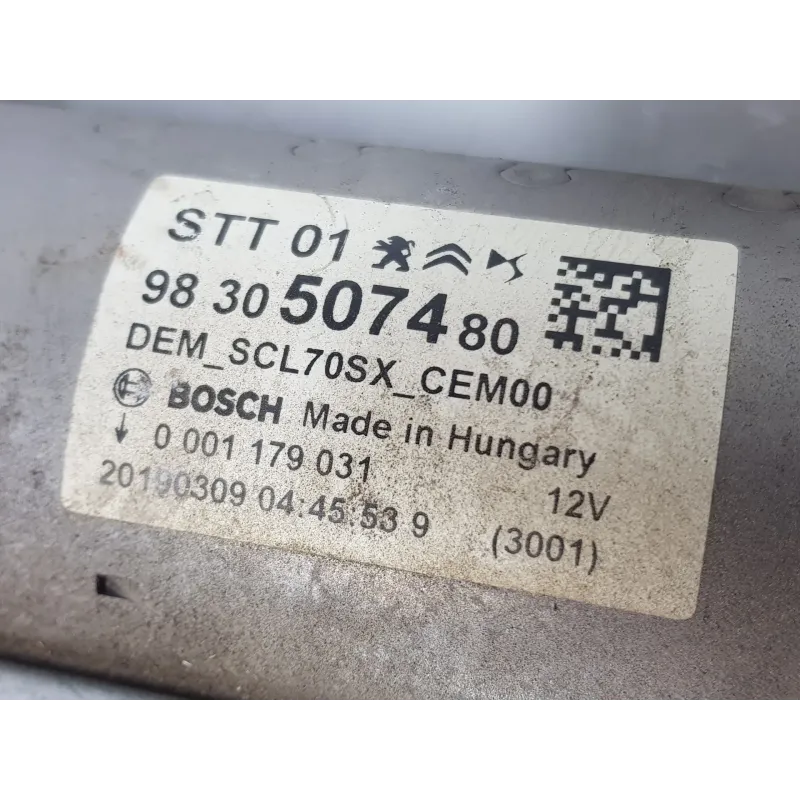 STT 01
98 30 5074 80
DEM_SCL70SX_CEM00
BOSCH Made in Hungary
0 001 179 031 12V
20190309 04:45:53 9 (3001)